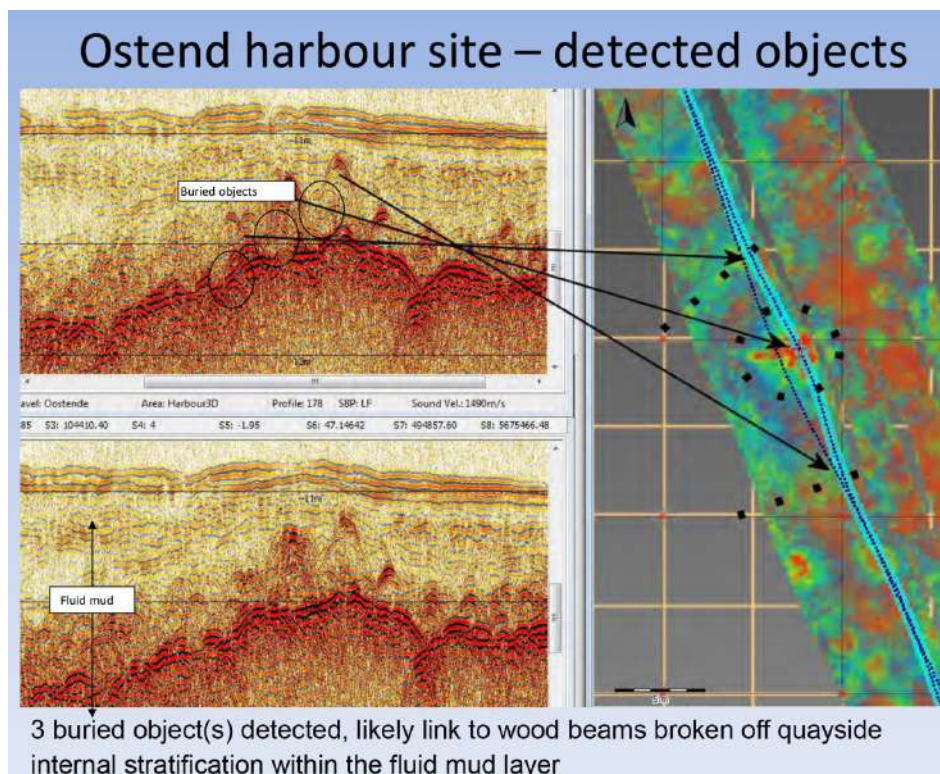 Ostend harbour site – detected objects
−11m
Buried objects
m
avel: Oostende Area: Harbour3D Profile: 178 SBP: LF Sound Vel.: 1490m/s
85 S3: 104410.40 S4: 4 S5: -1.95 S6: 47.14642 S7: 494857.60 S8: 5675466.48
−11m
Fluid mud
3 buried object(s) detected, likely link to wood beams broken off quayside
internal stratification within the fluid mud layer